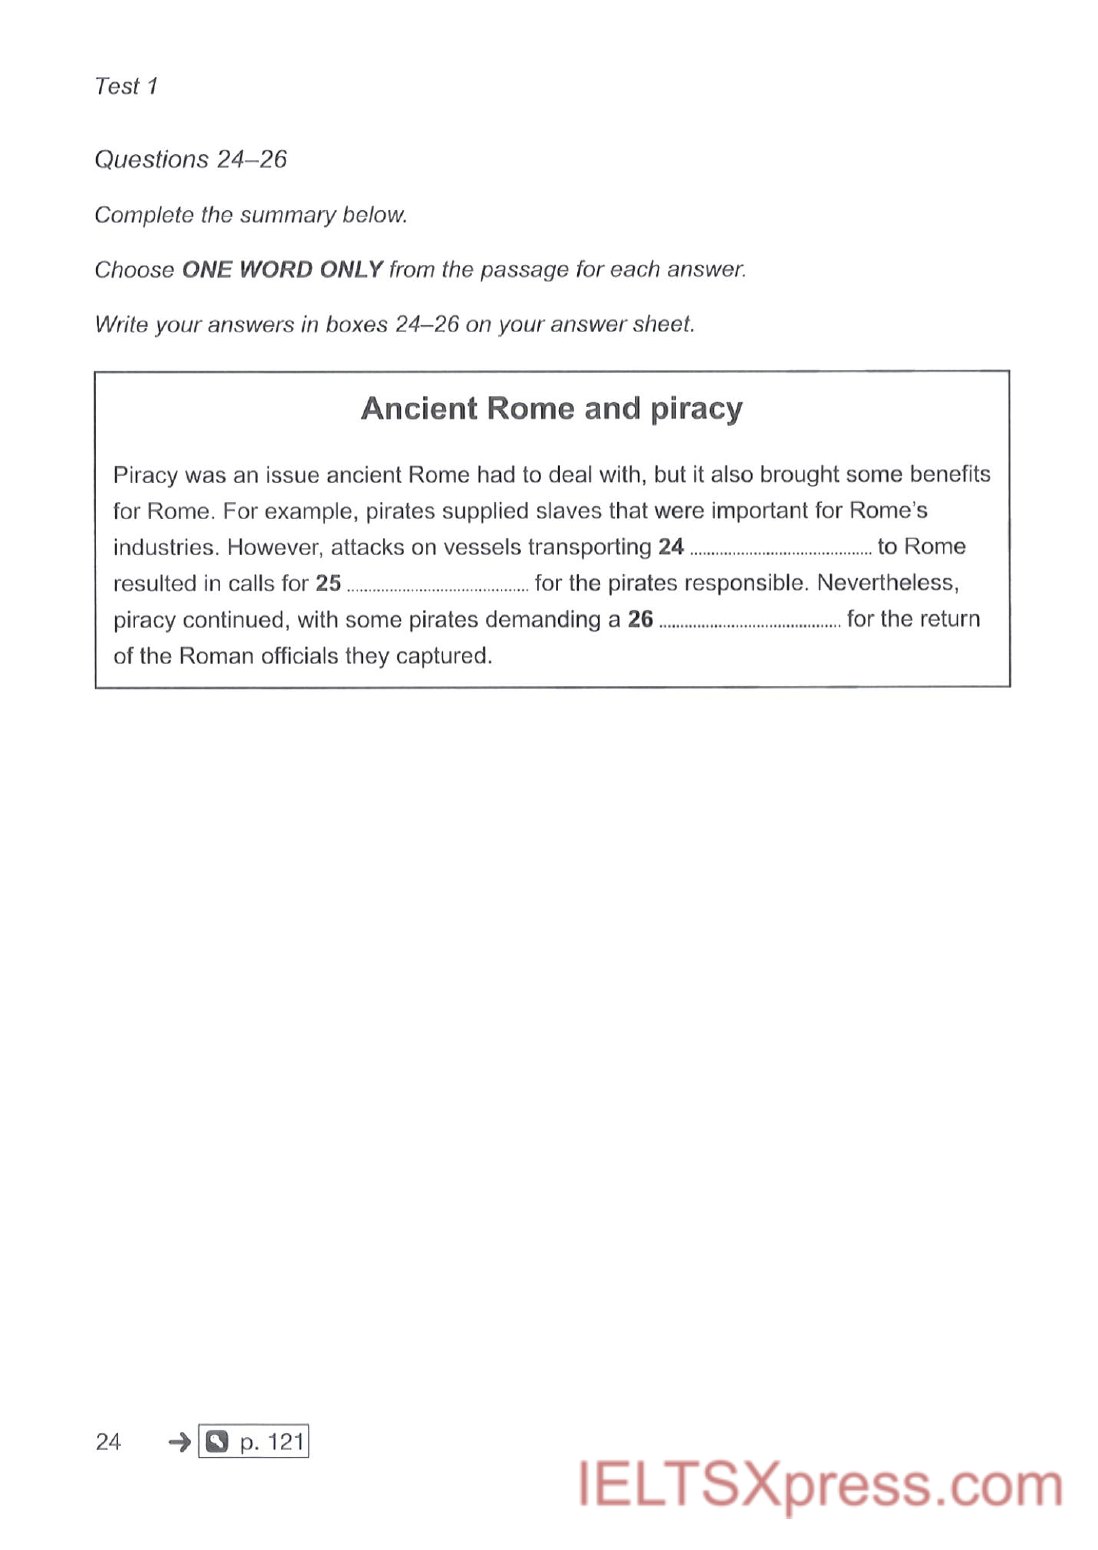 Test 1
Questions 24–26
Complete the summary below.
Choose ONE WORD ONLY from the passage for each answer.
Write your answers in boxes 24–26 on your answer sheet.
Ancient Rome and piracy
Piracy was an issue ancient Rome had to deal with, but it also brought some benefits
for Rome. For example, pirates supplied slaves that were important for Rome's
industries. However, attacks on vessels transporting 24 ........................................ to Rome
resulted in calls for 25 ........................................ for the pirates responsible. Nevertheless,
piracy continued, with some pirates demanding a 26 ........................................ for the return
of the Roman officials they captured.
24 → p. 121
IELTSXpress.com